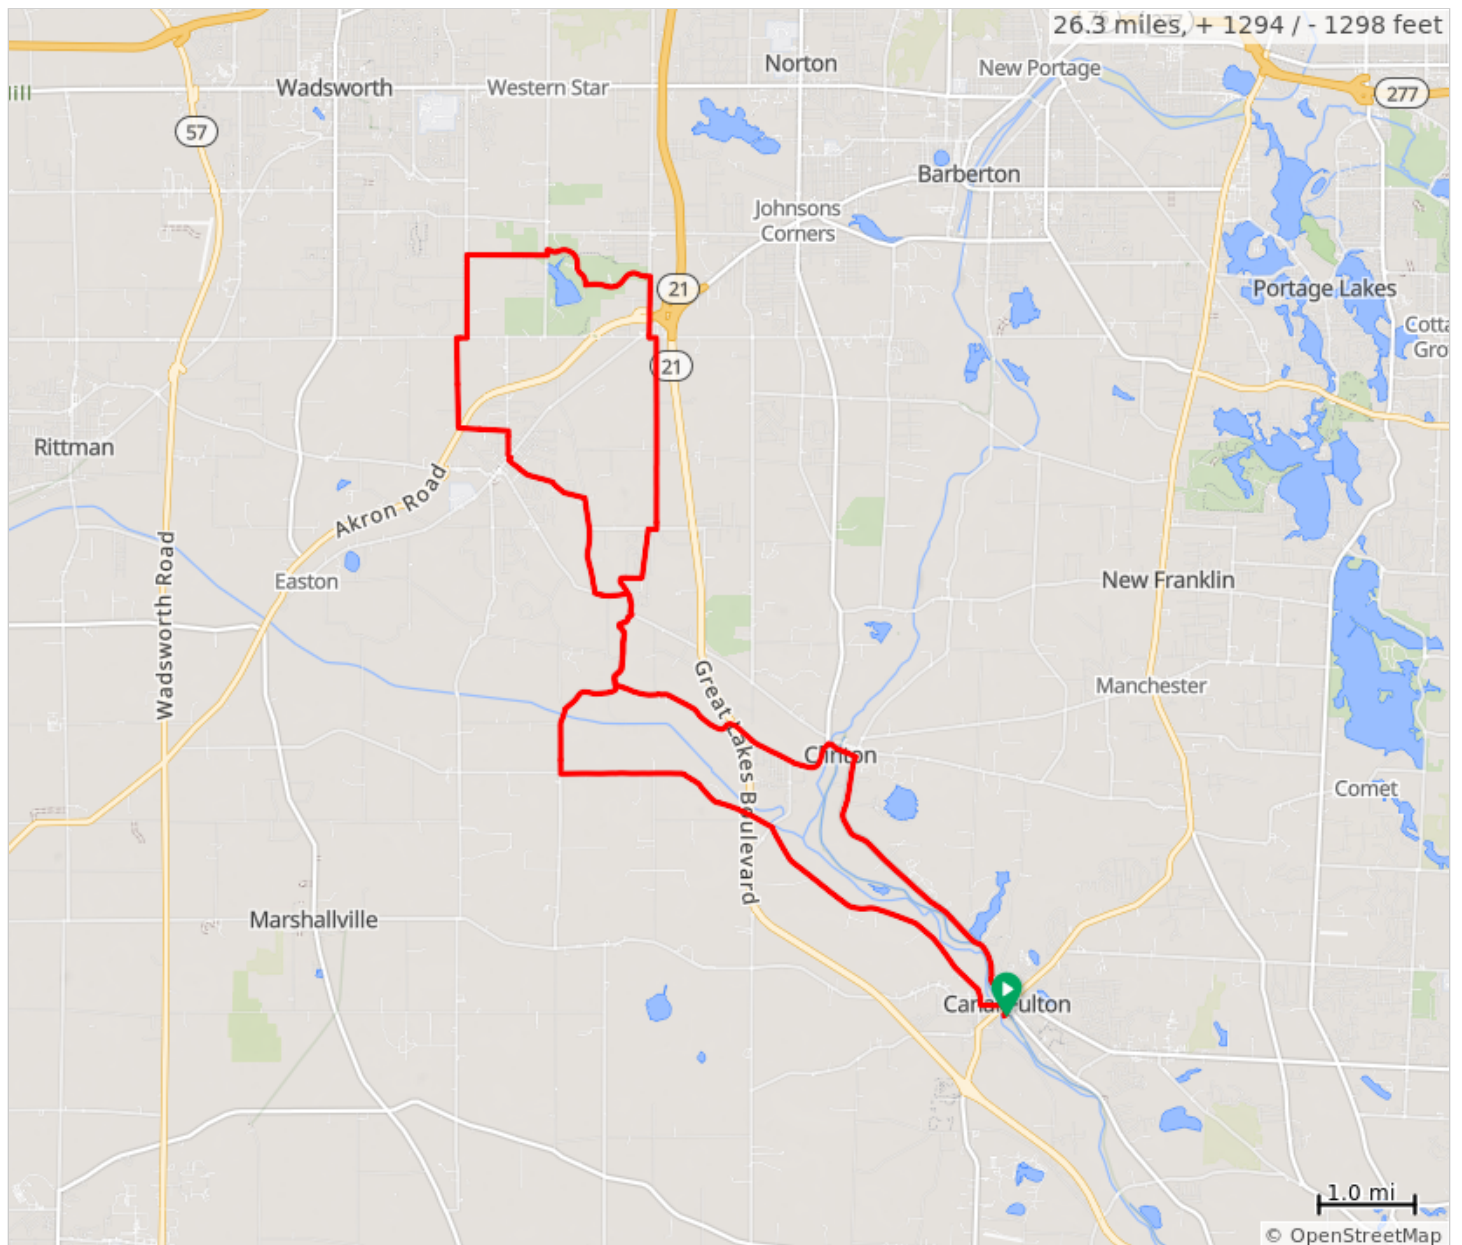 26.3 miles, + 1294 / - 1298 feet
Norton
New Portage
Wadsworth
Western Star
277
57
Barberton
Johnsons
Corners
21
Portage Lakes
21
Rittman
Akron Road
Easton
New Franklin
Wadsworth Road
Great Lakes Boulevard
Manchester
Clinton
Comet
Marshallville
1.0 mi
© OpenStreetMap